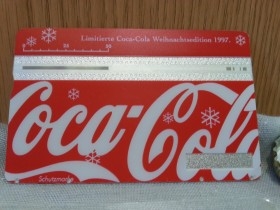 Limitierte Coca-Cola Weihnachtsedition 1997.
Coca-Cola
Schutzmarke